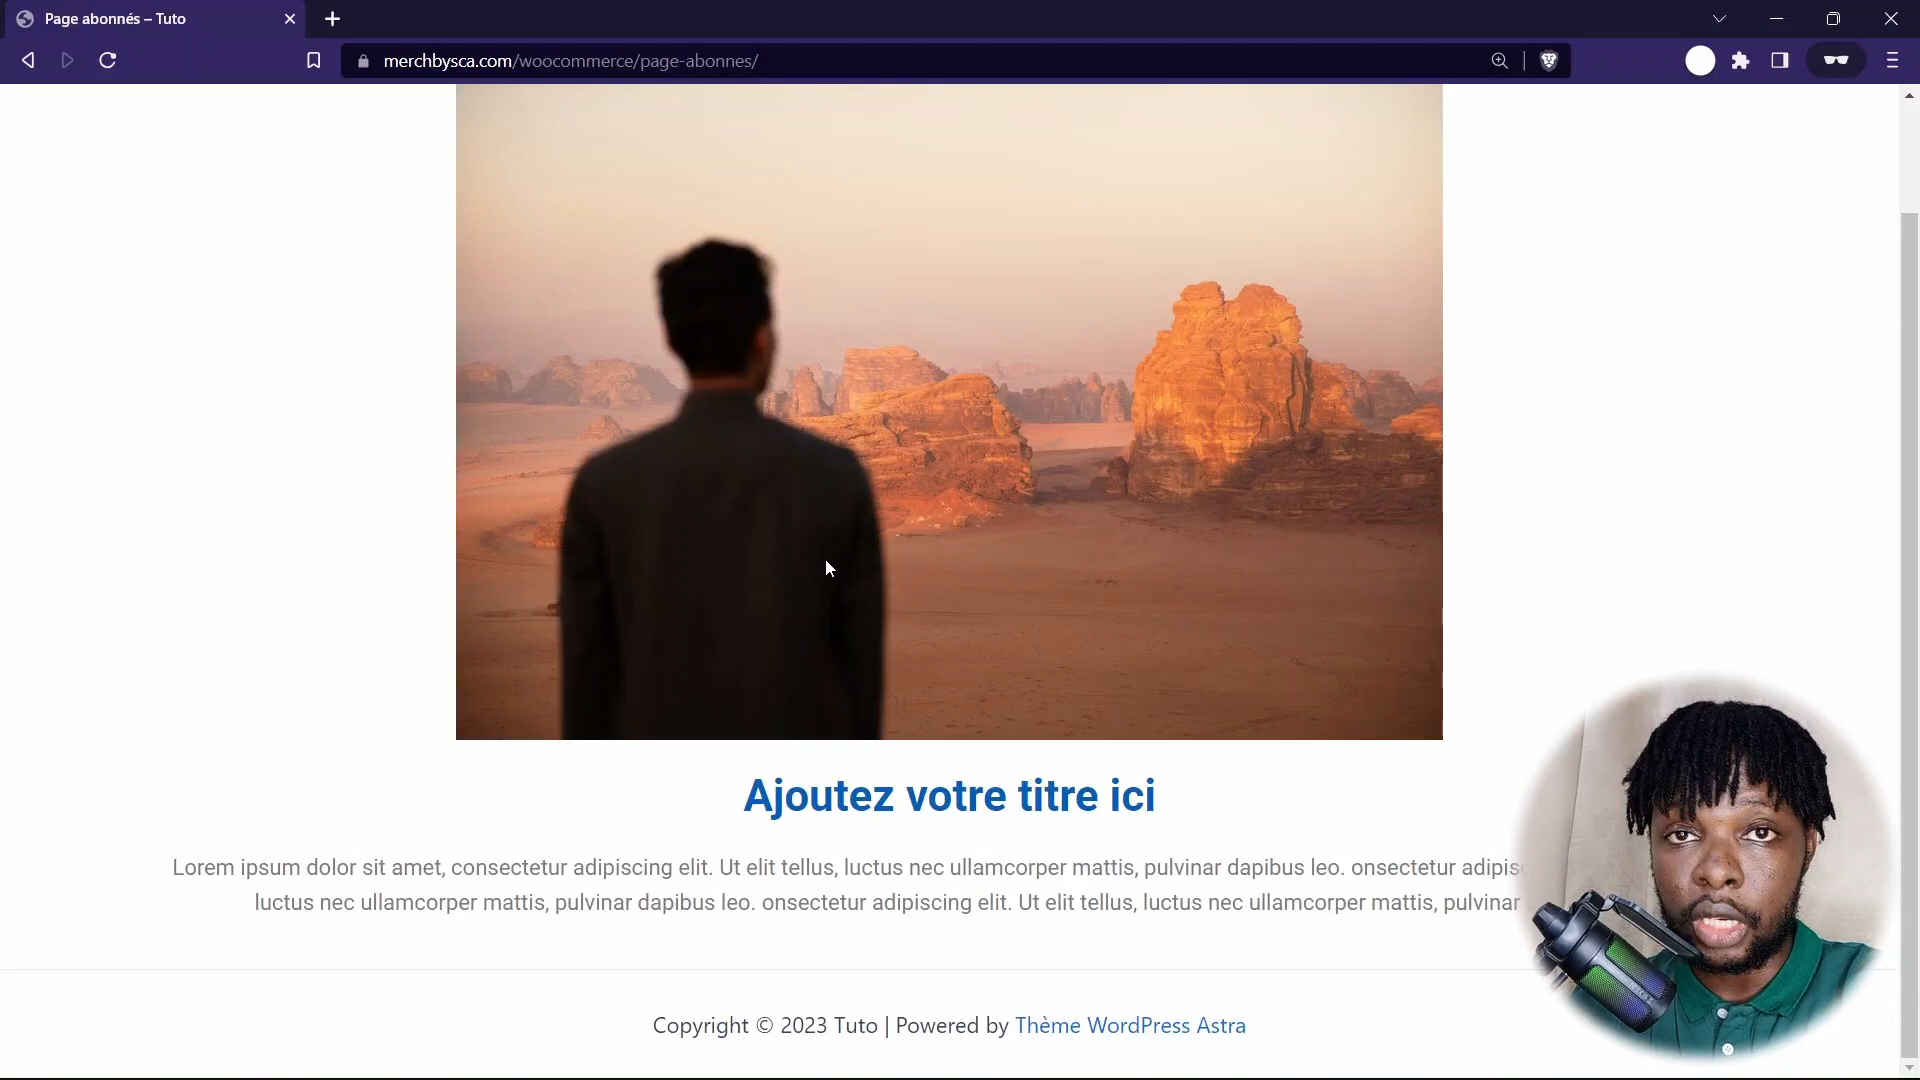 Page abonnés – Tuto
merchbysca.com/woocommerce/page-abonnes/
Ajoutez votre titre ici
Lorem ipsum dolor sit amet, consectetur adipiscing elit. Ut elit tellus, luctus nec ullamcorper mattis, pulvinar dapibus leo. onsectetur
luctus nec ullamcorper mattis, pulvinar dapibus leo. onsectetur adipiscing elit. Ut elit tellus, luctus nec ullamcorper mattis, pulvinar
Copyright © 2023 Tuto | Powered by Thème WordPress Astra